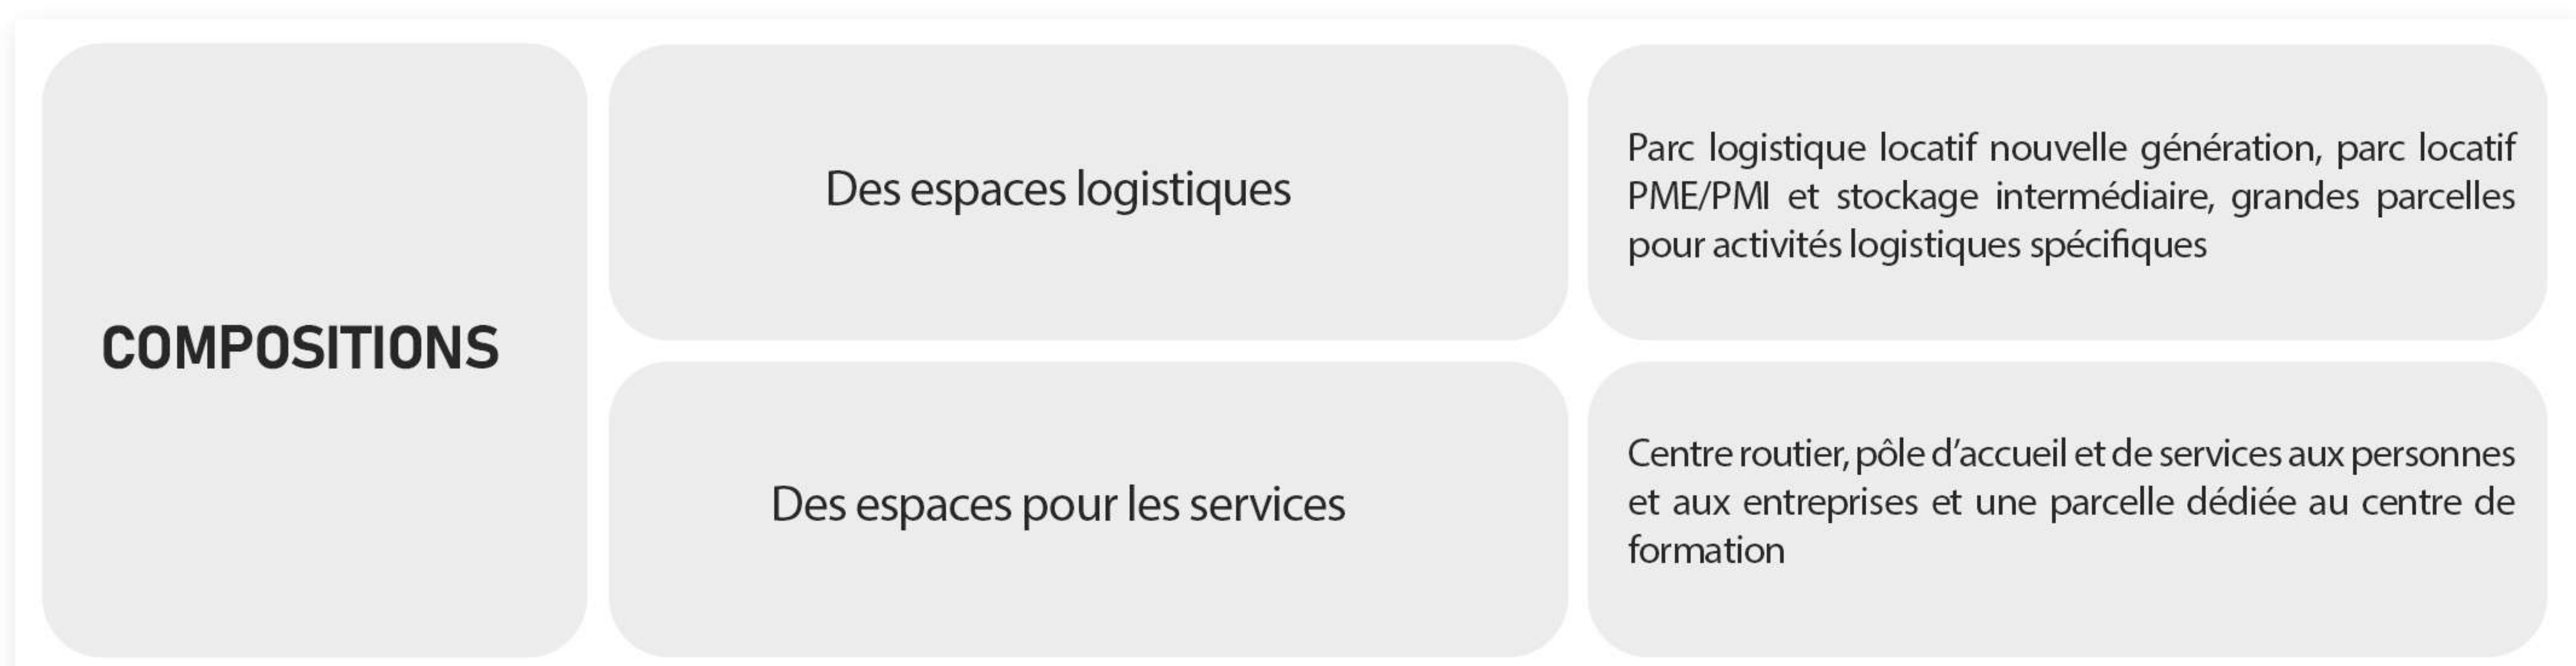 COMPOSITIONS
Des espaces logistiques
Parc logistique locatif nouvelle génération, parc locatif
PME/PMI et stockage intermédiaire, grandes parcelles
pour activités logistiques spécifiques
Des espaces pour les services
Centre routier, pôle d’accueil et de services aux personnes
et aux entreprises et une parcelle dédiée au centre de
formation